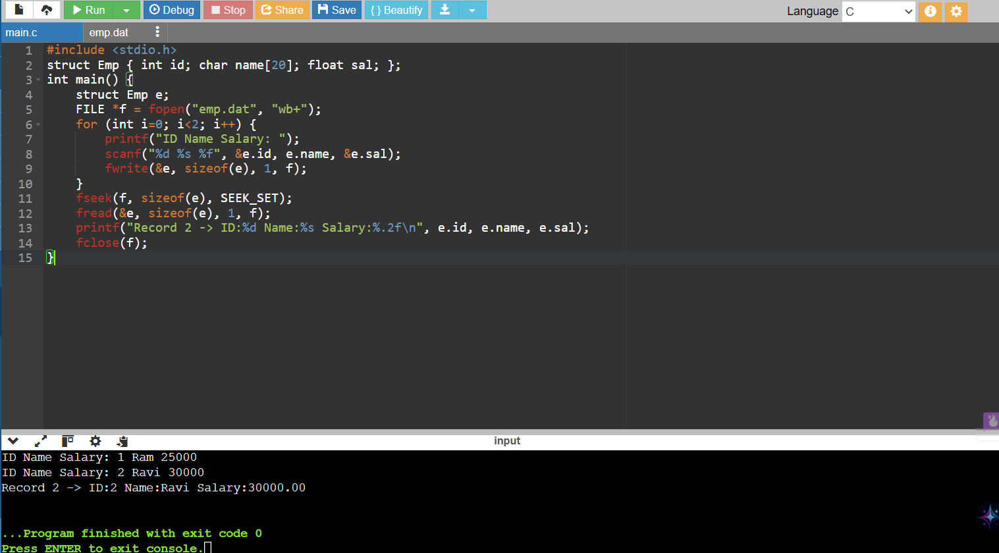 Run Debug Stop Share Save { } Beautify Language C
main.c emp.dat
1 #include <stdio.h>
2 struct Emp { int id; char name[20]; float sal; };
3 int main() {
4     struct Emp e;
5     FILE *f = fopen("emp.dat", "wb+");
6     for (int i=0; i<2; i++) {
7         printf("ID Name Salary: ");
8         scanf("%d %s %f", &e.id, e.name, &e.sal);
9         fwrite(&e, sizeof(e), 1, f);
10     }
11     fseek(f, sizeof(e), SEEK_SET);
12     fread(&e, sizeof(e), 1, f);
13     printf("Record 2 -> ID:%d Name:%s Salary:%.2f\n", e.id, e.name, e.sal);
14     fclose(f);
15 }
input
ID Name Salary: 1 Ram 25000
ID Name Salary: 2 Ravi 30000
Record 2 -> ID:2 Name:Ravi Salary:30000.00
...Program finished with exit code 0
Press ENTER to exit console.